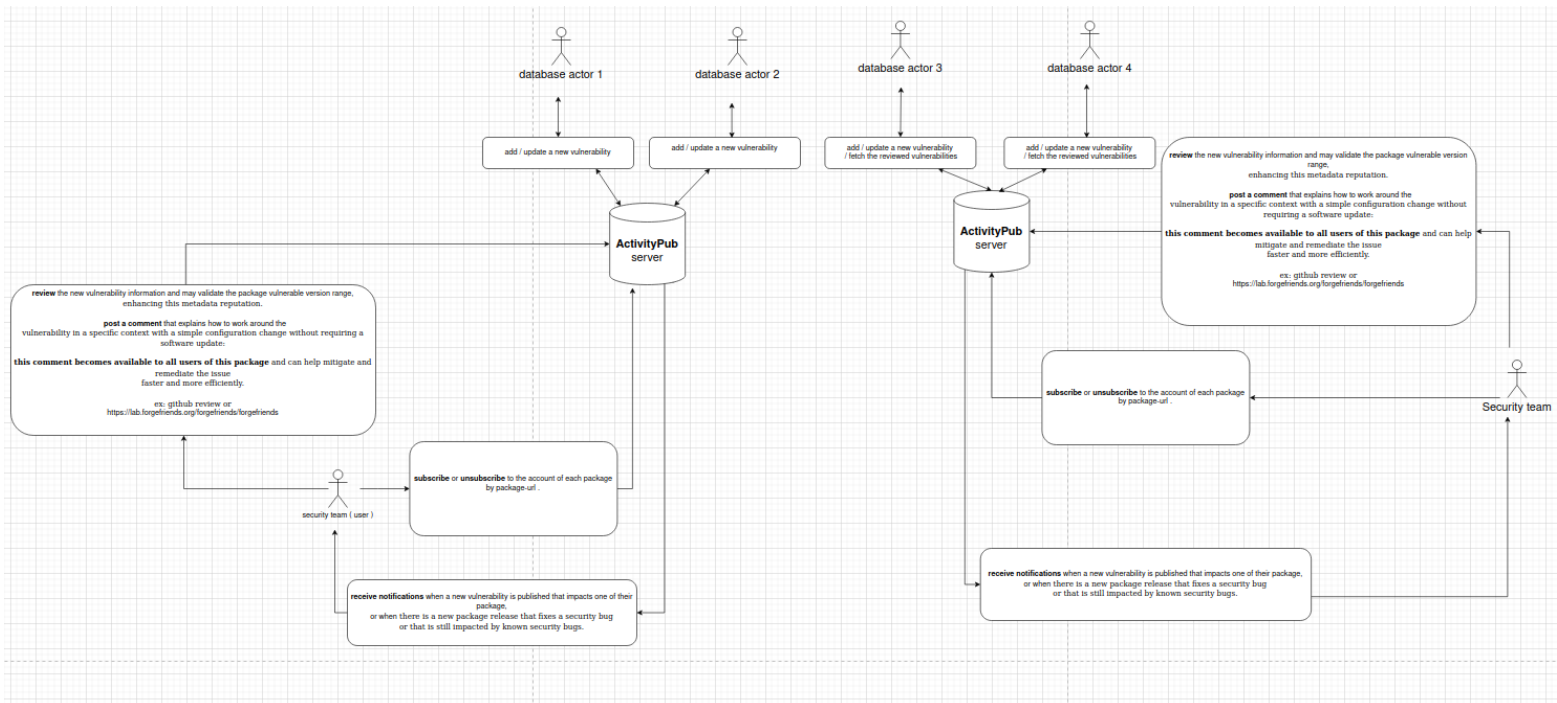 database actor 1
database actor 2
database actor 3
database actor 4
add / update a new vulnerability
add / update a new vulnerability
add / update a new vulnerability
/ fetch the reviewed vulnerabilities
add / update a new vulnerability
/ fetch the reviewed vulnerabilities
ActivityPub
server
review the new vulnerability information and may validate the package vulnerable version range,
enhancing this metadata reputation.
post a comment that explains how to work around the
vulnerability in a specific context with a simple configuration change without requiring a
software update:
this comment becomes available to all users of this package and can help mitigate and
remediate the issue
faster and more efficiently.
ex: github review or
https://lab.forgefriends.org/forgefriends/forgefriends
security team ( user )
subscribe or unsubscribe to the account of each package
by package-url .
receive notifications when a new vulnerability is published that impacts one of their
package,
or when there is a new package release that fixes a security bug
or that is still impacted by known security bugs.
ActivityPub
server
review the new vulnerability information and may validate the package vulnerable version
range,
enhancing this metadata reputation.
post a comment that explains how to work around the
vulnerability in a specific context with a simple configuration change without
requiring a software update:
this comment becomes available to all users of this package and can help
mitigate and remediate the issue
faster and more efficiently.
ex: github review or
https://lab.forgefriends.org/forgefriends/forgefriends
subscribe or unsubscribe to the account of each package
by package-url .
Security team
receive notifications when a new vulnerability is published that impacts one of their package,
or when there is a new package release that fixes a security bug
or that is still impacted by known security bugs.